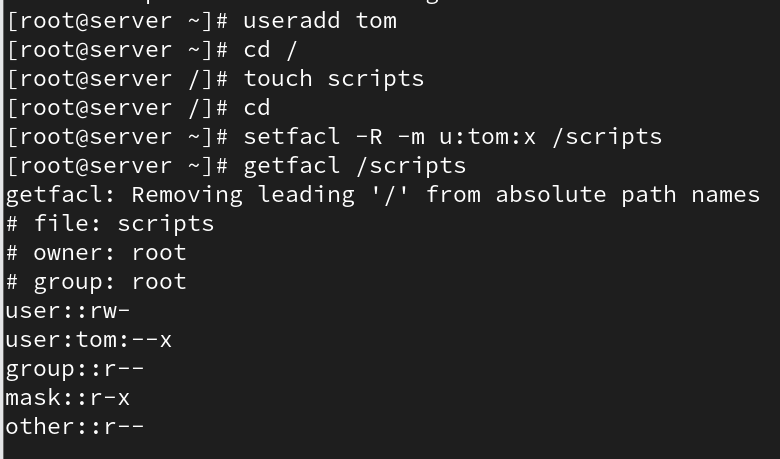 [root@server ~]# useradd tom
[root@server ~]# cd /
[root@server /]# touch scripts
[root@server /]# cd
[root@server ~]# setfacl -R -m u:tom:x /scripts
[root@server ~]# getfacl /scripts
getfacl: Removing leading '/' from absolute path names
# file: scripts
# owner: root
# group: root
user::rw-
user:tom:--x
group::r--
mask::r-x
other::r--